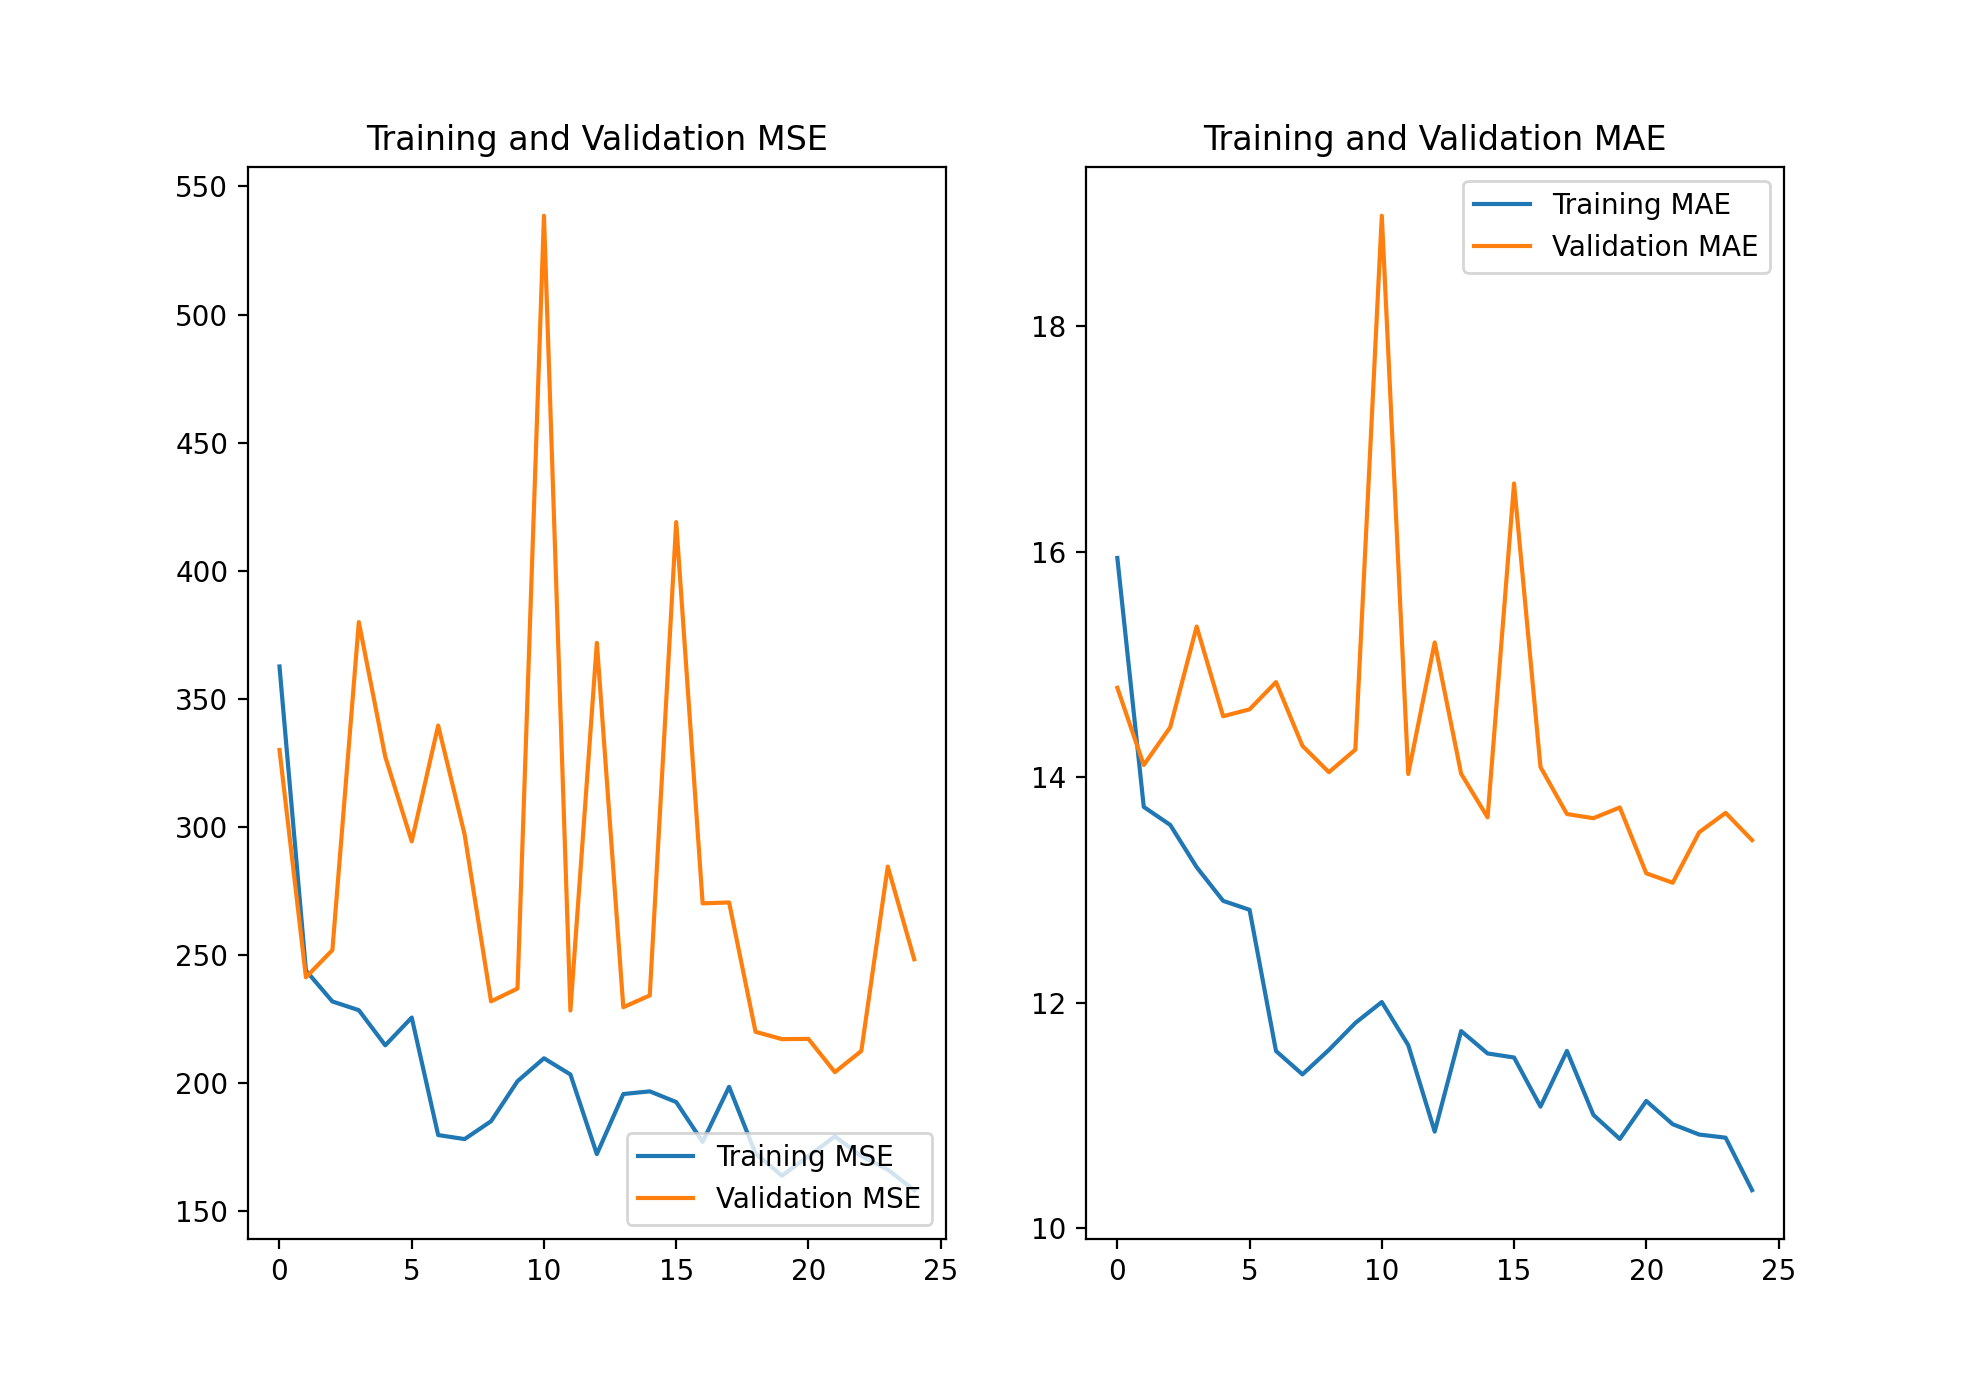 Training and Validation MSE
550
500
450
400
350
300
250
200
150
0 5 10 15 20 25
Training MSE
Validation MSE
Training and Validation MAE
18
16
14
12
10
0 5 10 15 20 25
Training MAE
Validation MAE